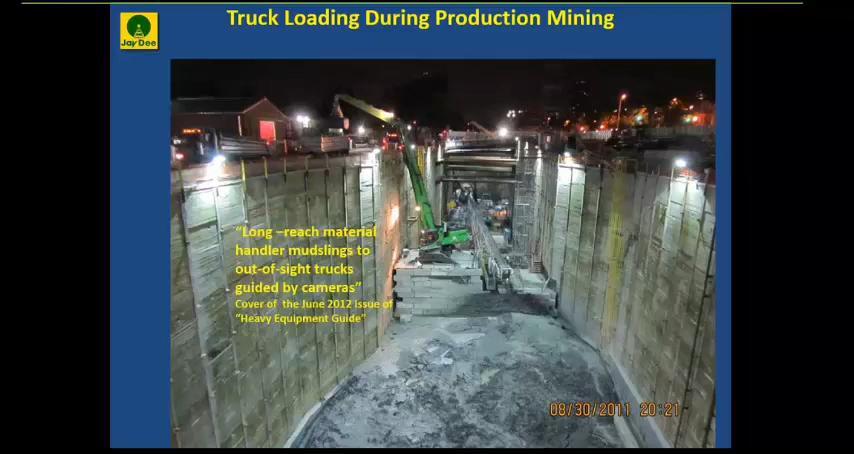 Truck Loading During Production Mining
Jay Dee
“Long –reach material
handler mudslings to
out-of-sight trucks
guided by cameras”
Cover of the June 2012 issue of
“Heavy Equipment Guide”
08/30/2011 20:21